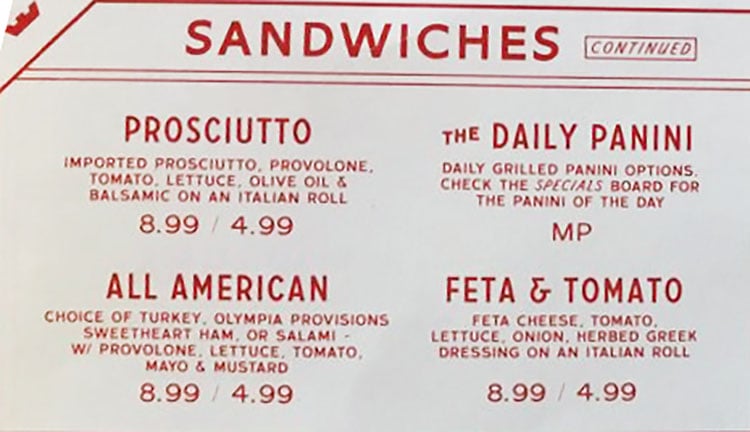 SANDWICHES CONTINUED
PROSCIUTTO
IMPORTED PROSCIUTTO, PROVOLONE,
TOMATO, LETTUCE, OLIVE OIL &
BALSAMIC ON AN ITALIAN ROLL
8.99 / 4.99
THE DAILY PANINI
DAILY GRILLED PANINI OPTIONS.
CHECK THE SPECIALS BOARD FOR
THE PANINI OF THE DAY
MP
ALL AMERICAN
CHOICE OF TURKEY, OLYMPIA PROVISIONS
SWEETHEART HAM, OR SALAMI -
W/ PROVOLONE, LETTUCE, TOMATO,
MAYO & MUSTARD
8.99 / 4.99
FETA & TOMATO
FETA CHEESE, TOMATO,
LETTUCE, ONION, HERBED GREEK
DRESSING ON AN ITALIAN ROLL
8.99 / 4.99